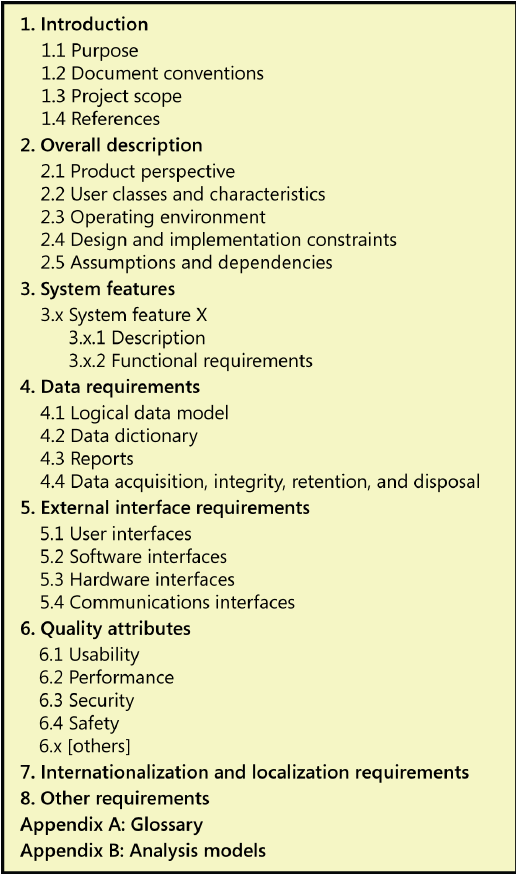 1. Introduction
1.1 Purpose
1.2 Document conventions
1.3 Project scope
1.4 References
2. Overall description
2.1 Product perspective
2.2 User classes and characteristics
2.3 Operating environment
2.4 Design and implementation constraints
2.5 Assumptions and dependencies
3. System features
3.x System feature X
3.x.1 Description
3.x.2 Functional requirements
4. Data requirements
4.1 Logical data model
4.2 Data dictionary
4.3 Reports
4.4 Data acquisition, integrity, retention, and disposal
5. External interface requirements
5.1 User interfaces
5.2 Software interfaces
5.3 Hardware interfaces
5.4 Communications interfaces
6. Quality attributes
6.1 Usability
6.2 Performance
6.3 Security
6.4 Safety
6.x [others]
7. Internationalization and localization requirements
8. Other requirements
Appendix A: Glossary
Appendix B: Analysis models